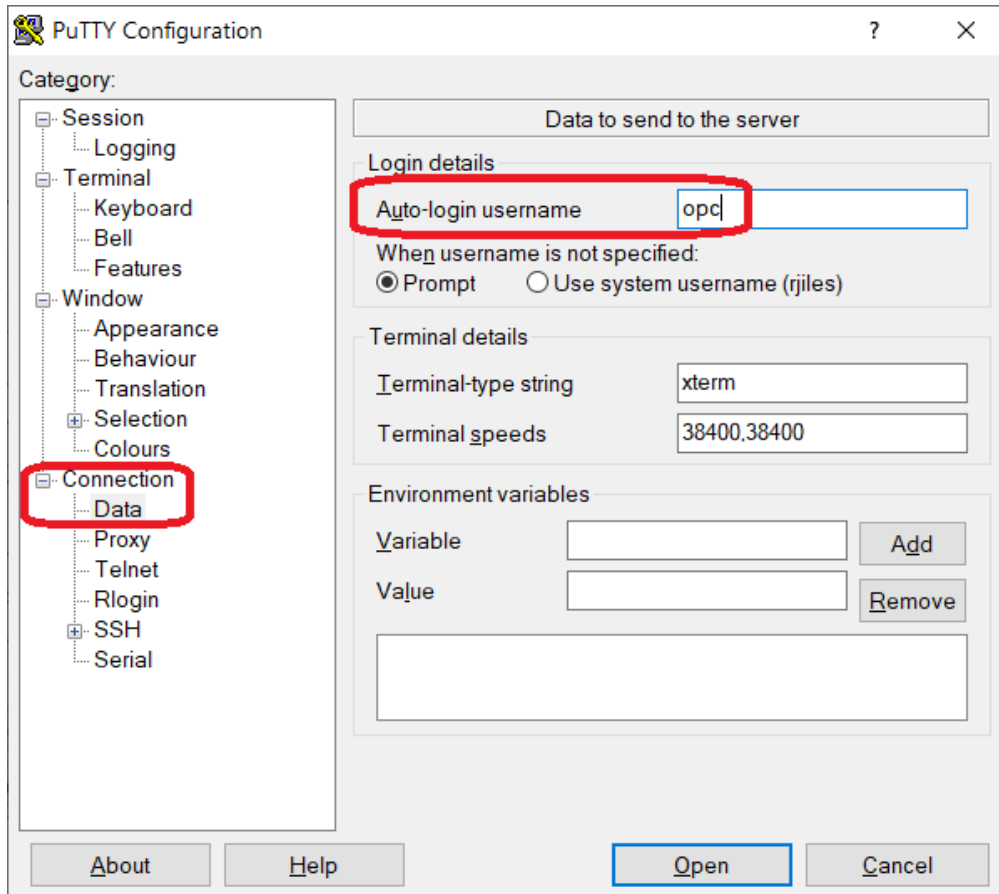 PuTTY Configuration
?
Category:
Session
Logging
Terminal
Keyboard
Bell
Features
Window
Appearance
Behaviour
Translation
Selection
Colours
Connection
Data
Proxy
Telnet
Rlogin
SSH
Serial
Data to send to the server
Login details
Auto-login username opc
When username is not specified:
Prompt Use system username (rjiles)
Terminal details
Terminal-type string xterm
Terminal speeds 38400,38400
Environment variables
Variable Add
Value Remove
About Help Open Cancel